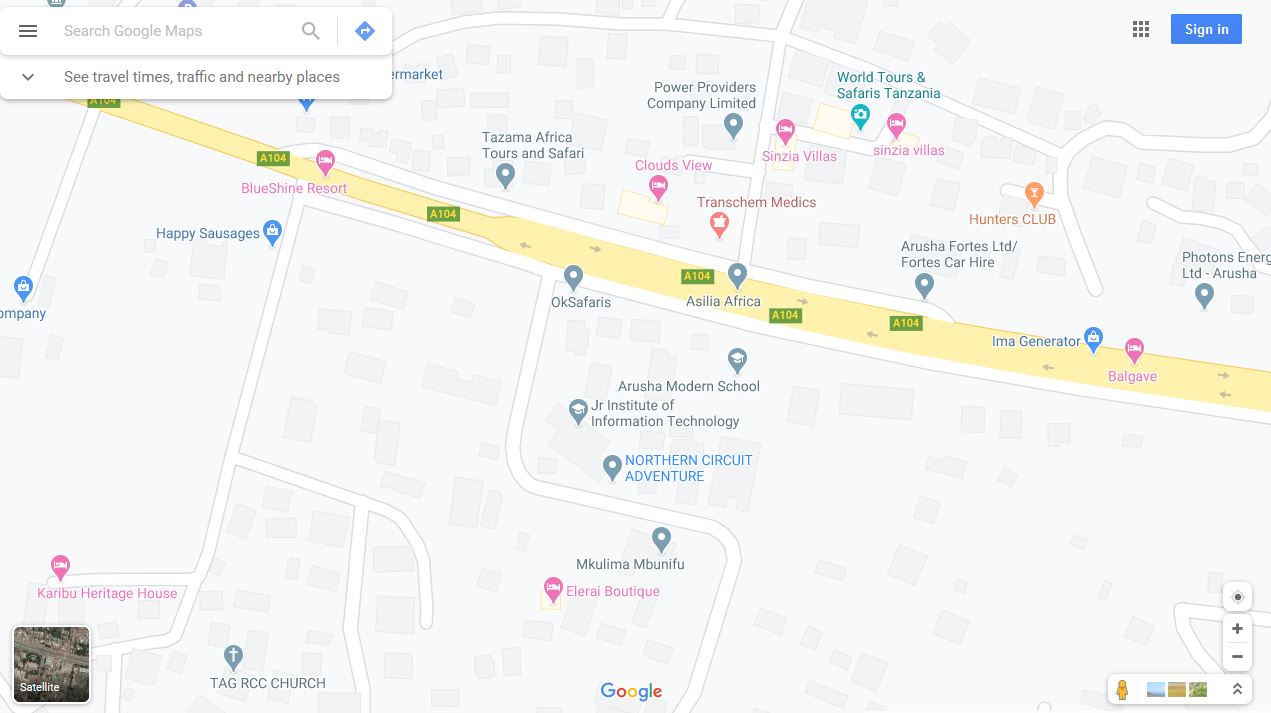 Search Google Maps
Sign in
See travel times, traffic and nearby places
ermarket
A104
World Tours &
Safaris Tanzania
Power Providers
Company Limited
Tazama Africa
Tours and Safari
Sinzia Villas
sinzia villas
A104
Clouds View
BlueShine Resort
Transchem Medics
A104
Hunters CLUB
Happy Sausages
Arusha Fortes Ltd/
Fortes Car Hire
Photons Energ
Ltd - Arusha
A104
OkSafaris
Asilia Africa
ompany
A104
A104
Ima Generator
Balgave
Arusha Modern School
Jr Institute of
Information Technology
NORTHERN CIRCUIT
ADVENTURE
Mkulima Mbunifu
Karibu Heritage House
Elerai Boutique
TAG RCC CHURCH
Satellite
Google